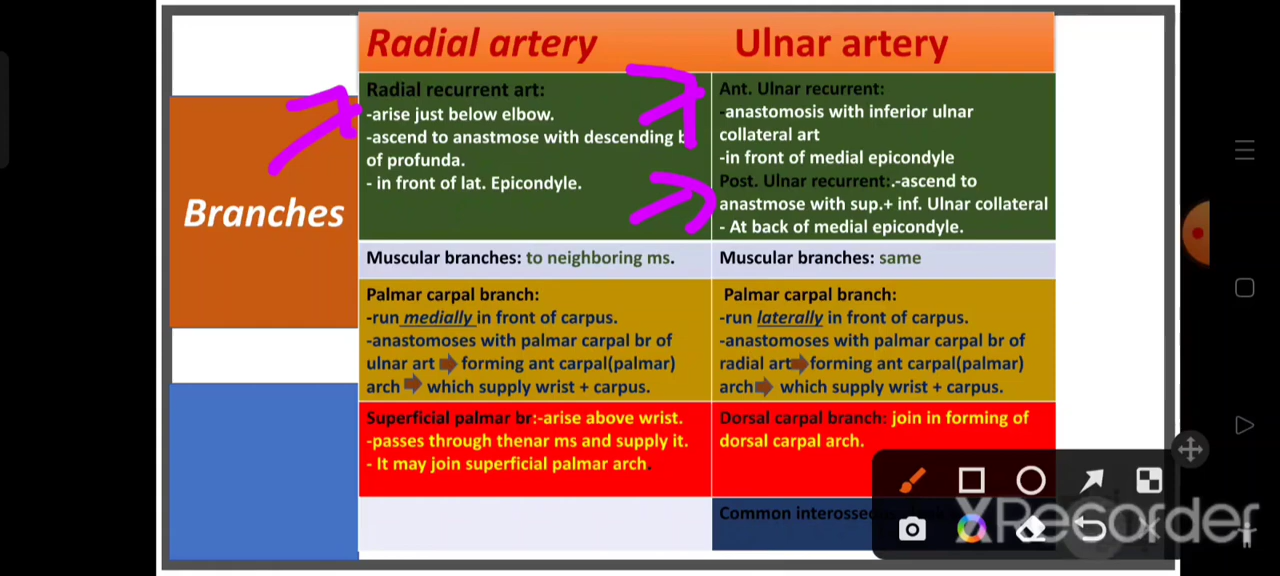 Radial artery
Ulnar artery
Branches
Radial recurrent art:
-arise just below elbow.
-ascend to anastmose with descending
of profunda.
- in front of lat. Epicondyle.
Ant. Ulnar recurrent:
-anastomosis with inferior ulnar
collateral art
-in front of medial epicondyle
Post. Ulnar recurrent:.-ascend to
anastmose with sup.+ inf. Ulnar collateral
- At back of medial epicondyle.
Muscular branches: to neighboring ms.
Muscular branches: same
Palmar carpal branch:
-run medially in front of carpus.
-anastomoses with palmar carpal br of
ulnar art forming ant carpal(palmar)
arch which supply wrist + carpus.
Palmar carpal branch:
-run laterally in front of carpus.
-anastomoses with palmar carpal br of
radial art forming ant carpal(palmar)
arch which supply wrist + carpus.
Superficial palmar br:-arise above wrist.
-passes through thenar ms and supply it.
- It may join superficial palmar arch.
Dorsal carpal branch: join in forming of
dorsal carpal arch.
Common
XRecorder